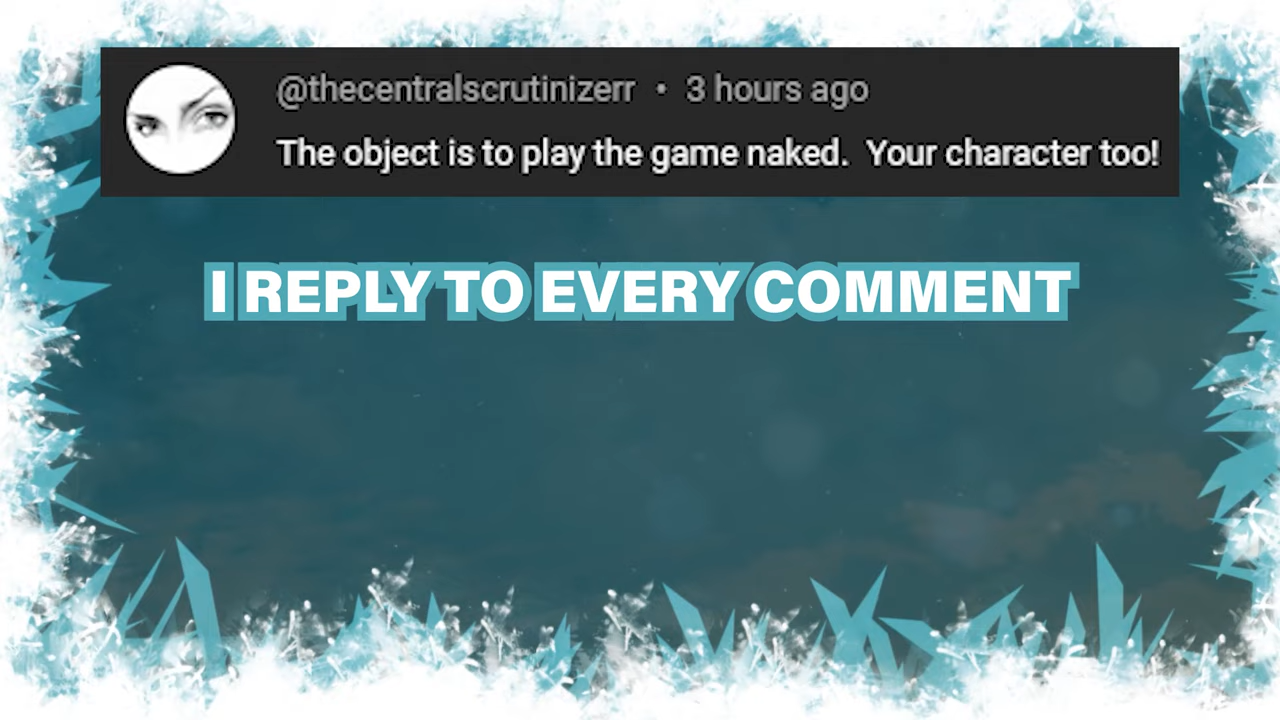 @thecentralscrutinizerr • 3 hours ago
The object is to play the game naked.  Your character too!
I REPLY TO EVERY COMMENT